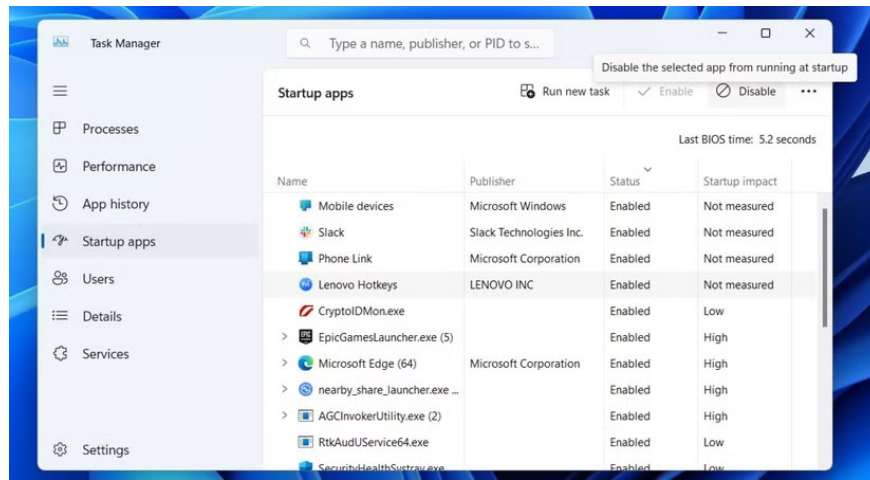 Task Manager
Type a name, publisher, or PID to s...
Disable the selected app from running at startup
Startup apps
Run new task
Enable
Disable
Processes
Performance
App history
Startup apps
Users
Details
Services
Settings
Last BIOS time: 5.2 seconds
Name Publisher Status Startup impact
Mobile devices Microsoft Windows Enabled Not measured
Slack Slack Technologies Inc. Enabled Not measured
Phone Link Microsoft Corporation Enabled Not measured
Lenovo Hotkeys LENOVO INC Enabled Not measured
CryptoIDMon.exe Enabled Low
EPIC EpicGamesLauncher.exe (5) Enabled High
Microsoft Edge (64) Microsoft Corporation Enabled High
nearby_share_launcher.exe ... Enabled High
AGCInvokerUtility.exe (2) Enabled High
RtkAudUService64.exe Enabled Low
SecurityHealthSystray.exe Enabled Low